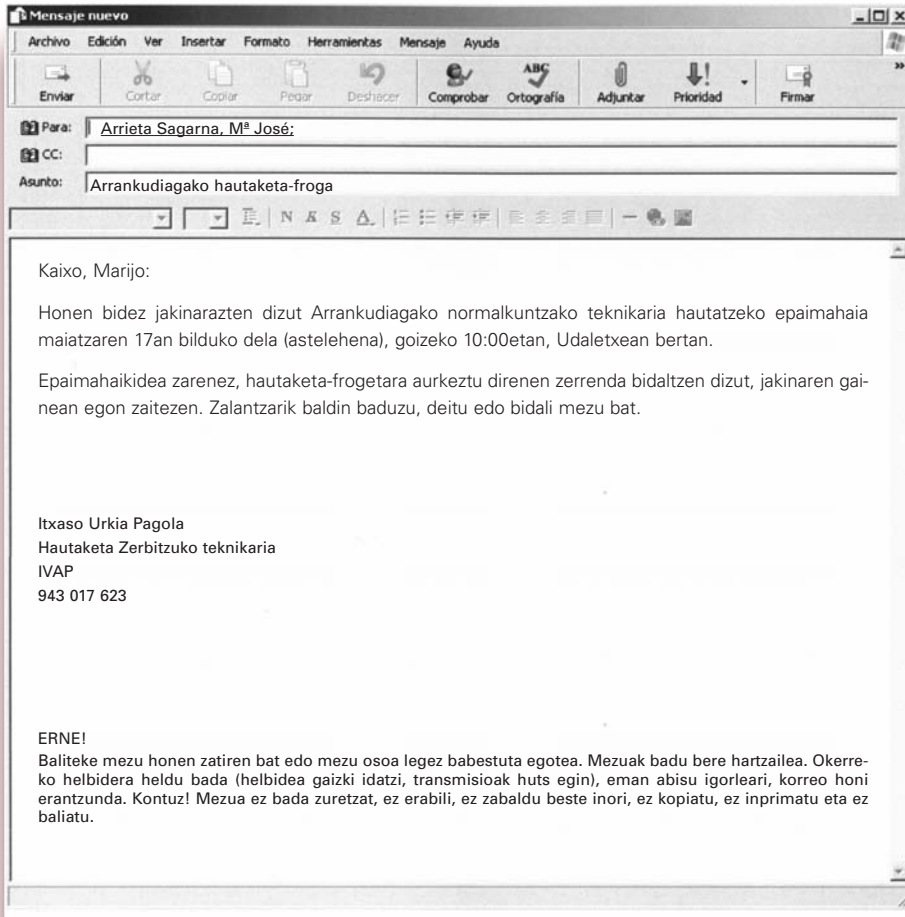 Mensaje nuevo
Archivo Edición Ver Insertar Formato Herramientas Mensaje Ayuda
Enviar Cortar Copiar Pegar Deshacer Comprobar Ortografía Adjuntar Prioridad Firmar
Para: Arrieta Sagarna, Mª José;
CC:
Asunto: Arrankudiagako hautaketa-froga
N K S A
Kaixo, Marijo:
Honen bidez jakinarazten dizut Arrankudiagako normalkuntzako teknikaria hautatzeko epaimahaia
maiatzaren 17an bilduko dela (astelehena), goizeko 10:00etan, Udaletxean bertan.
Epaimahaikidea zarenez, hautaketa-frogetara aurkeztu direnen zerrenda bidaltzen dizut, jakinaren gai-
nean egon zaitezen. Zalantzarik baldin baduzu, deitu edo bidali mezu bat.
Itxaso Urkia Pagola
Hautaketa Zerbitzuko teknikaria
IVAP
943 017 623
ERNE!
Baliteke mezu honen zatiren bat edo mezu osoa legez babestuta egotea. Mezuak badu bere hartzailea. Okerre-
ko helbidera heldu bada (helbidea gaizki idatzi, transmisioak huts egin), eman abisu igorleari, korreo honi
erantzunda. Kontuz! Mezua ez bada zuretzat, ez erabili, ez zabaldu beste inori, ez kopiatu, ez inprimatu eta ez
baliatu.